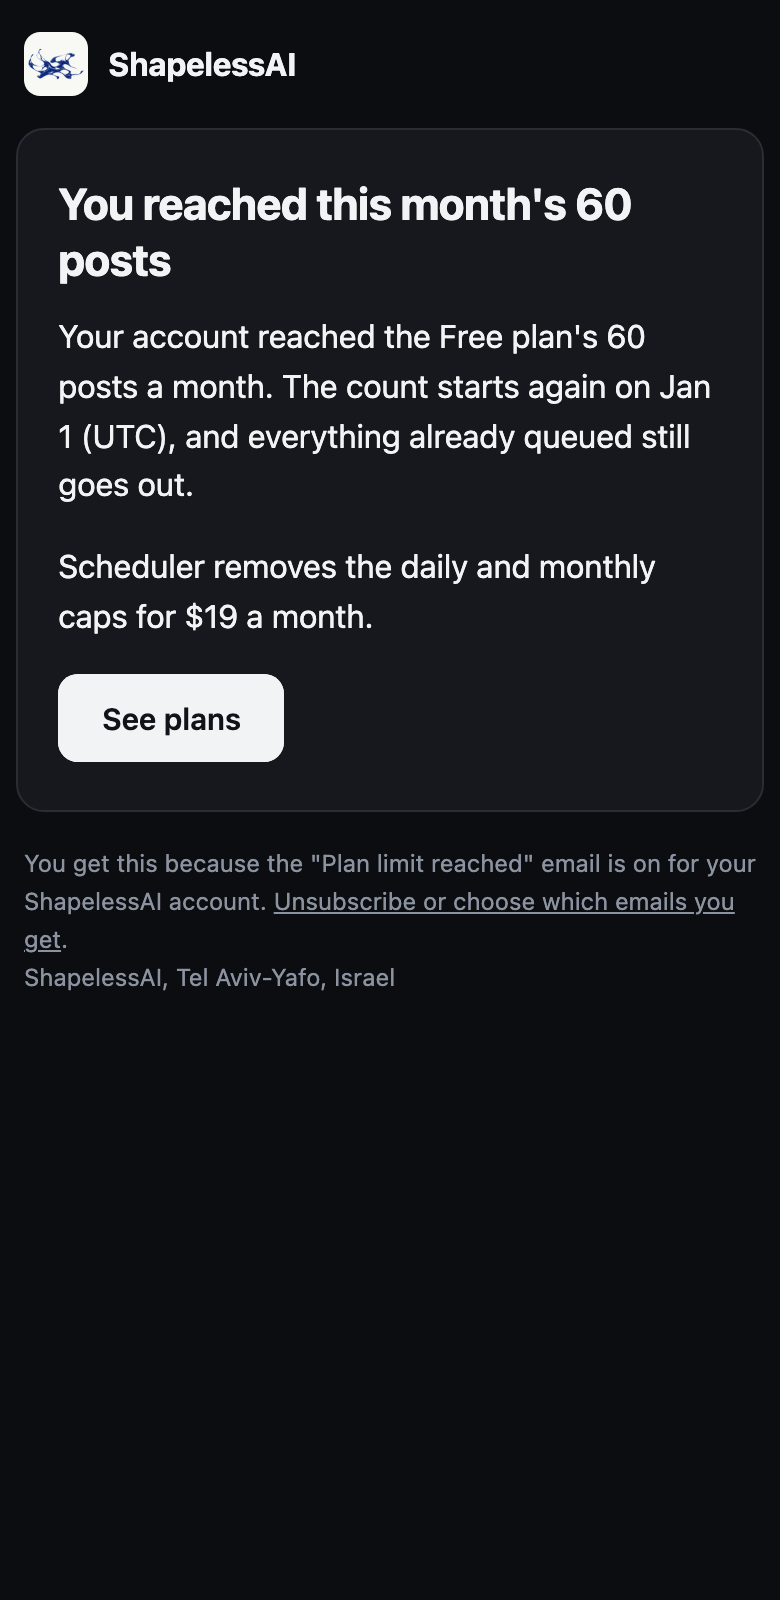 ShapelessAI
You reached this month's 60
posts
Your account reached the Free plan's 60
posts a month. The count starts again on Jan
1 (UTC), and everything already queued still
goes out.
Scheduler removes the daily and monthly
caps for $19 a month.
See plans
You get this because the "Plan limit reached" email is on for your
ShapelessAI account. Unsubscribe or choose which emails you
get.
ShapelessAI, Tel Aviv-Yafo, Israel